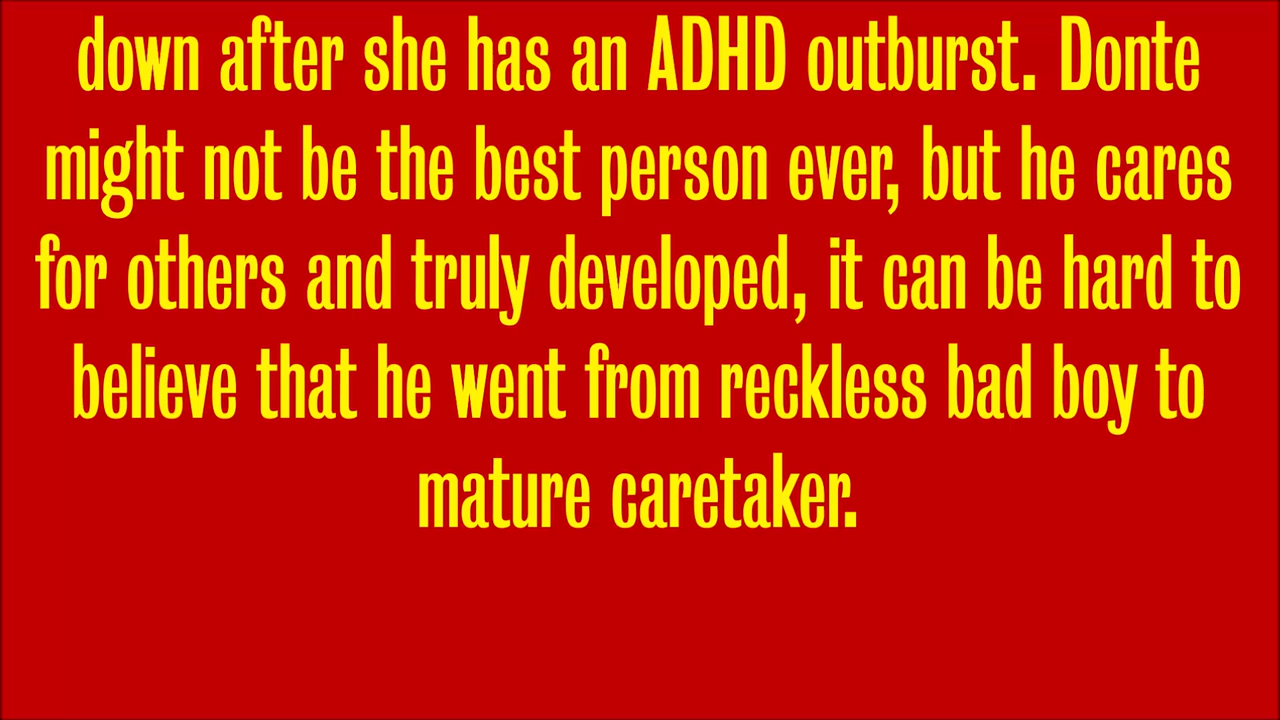 down after she has an ADHD outburst. Donte
might not be the best person ever, but he cares
for others and truly developed, it can be hard to
believe that he went from reckless bad boy to
mature caretaker.